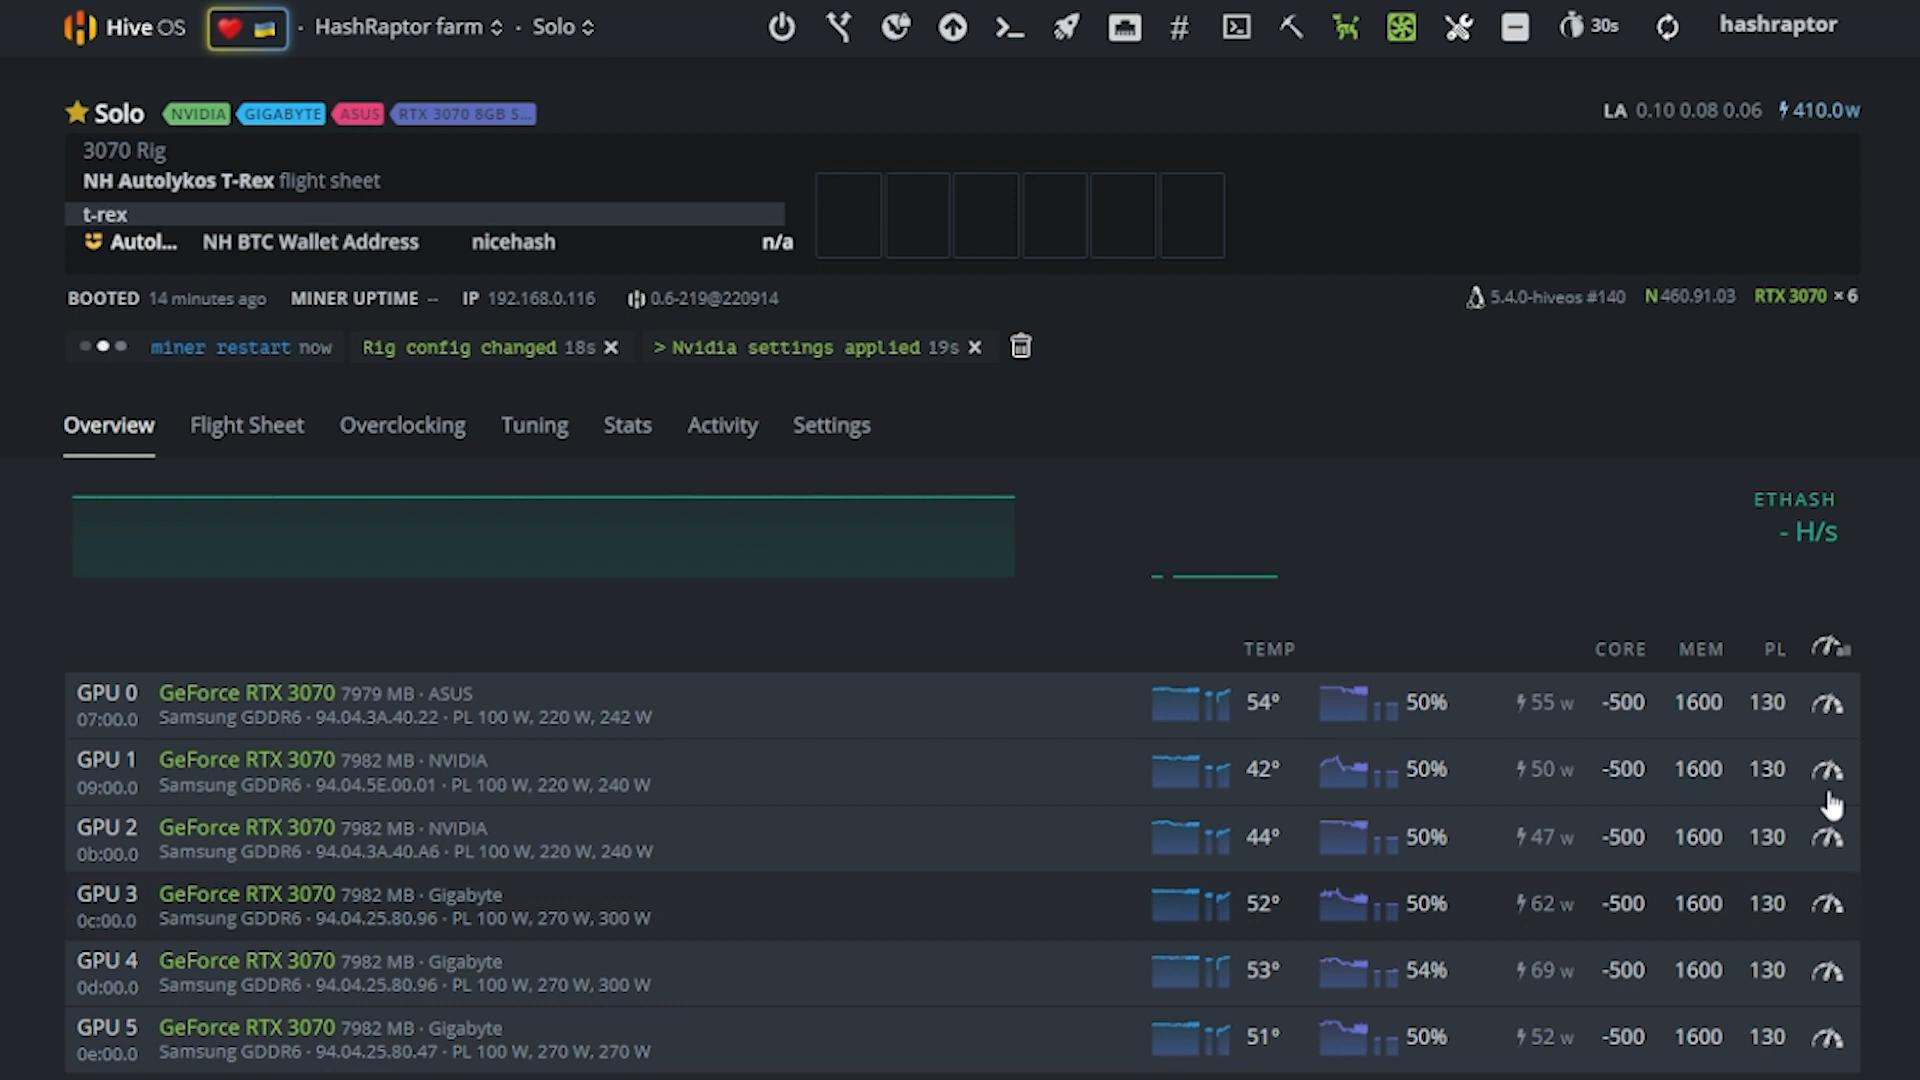 Hive OS · HashRaptor farm · Solo # 30s hashraptor
Solo NVIDIA GIGABYTE ASUS RTX 3070 8GB S... LA 0.10 0.08 0.06 410.0 W
3070 Rig
NH Autolykos T-Rex flight sheet
t-rex
Autol... NH BTC Wallet Address nicehash n/a
BOOTED 14 minutes ago MINER UPTIME -- IP 192.168.0.116 0.6-219@220914 5.4.0-hiveos #140 N 460.91.03 RTX 3070 × 6
miner restart now Rig config changed 18s × > Nvidia settings applied 19s ×
Overview Flight Sheet Overclocking Tuning Stats Activity Settings
ETHASH
- H/s
TEMP CORE MEM PL all
GPU 0 GeForce RTX 3070 7979 MB · ASUS 54° 50% 55 w -500 1600 130
07:00.0 Samsung GDDR6 · 94.04.3A.40.22 · PL 100 W, 220 W, 242 W
GPU 1 GeForce RTX 3070 7982 MB · NVIDIA 42° 50% 50 w -500 1600 130
09:00.0 Samsung GDDR6 · 94.04.5E.00.01 · PL 100 W, 220 W, 240 W
GPU 2 GeForce RTX 3070 7982 MB · NVIDIA 44° 50% 47 w -500 1600 130
0b:00.0 Samsung GDDR6 · 94.04.3A.40.A6 · PL 100 W, 220 W, 240 W
GPU 3 GeForce RTX 3070 7982 MB · Gigabyte 52° 50% 62 w -500 1600 130
0c:00.0 Samsung GDDR6 · 94.04.25.80.96 · PL 100 W, 270 W, 300 W
GPU 4 GeForce RTX 3070 7982 MB · Gigabyte 53° 54% 69 w -500 1600 130
0d:00.0 Samsung GDDR6 · 94.04.25.80.96 · PL 100 W, 270 W, 300 W
GPU 5 GeForce RTX 3070 7982 MB · Gigabyte 51° 50% 52 w -500 1600 130
0e:00.0 Samsung GDDR6 · 94.04.25.80.47 · PL 100 W, 270 W, 270 W